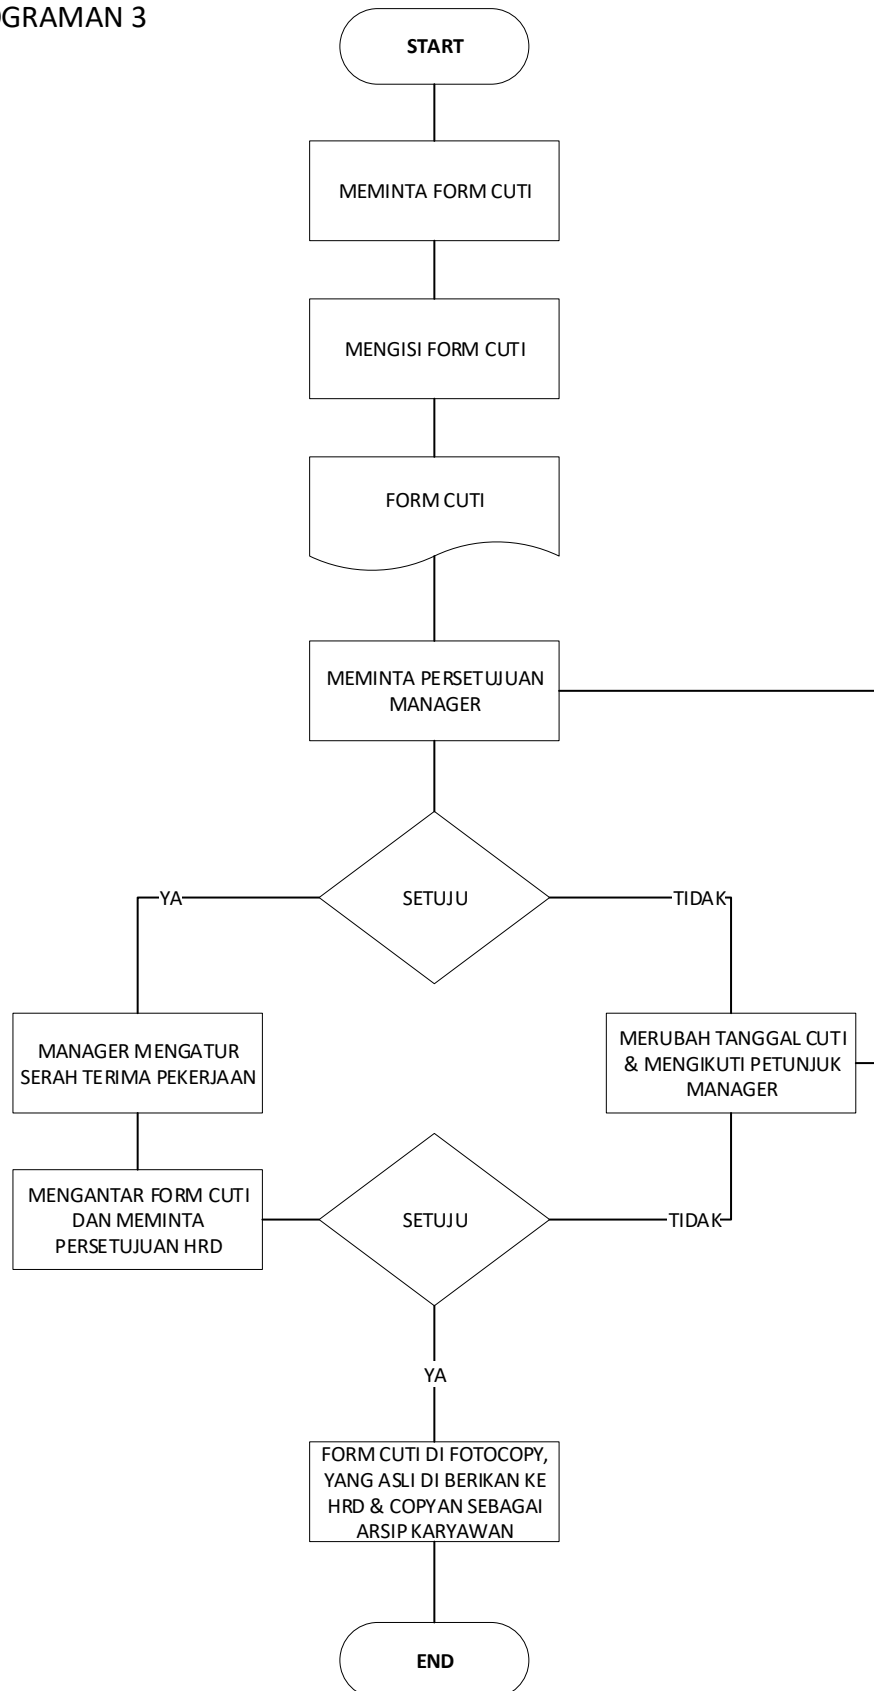 OGRAMAN 3
START
MEMINTA FORM CUTI
MENGISI FORM CUTI
FORM CUTI
MEMINTA PERSETUJUAN
MANAGER
SETUJU
YA
TIDAK
MANAGER MENGATUR
SERAH TERIMA PEKERJAAN
MERUBAH TANGGAL CUTI
& MENGIKUTI PETUNJUK
MANAGER
MENGANTAR FORM CUTI
DAN MEMINTA
PERSETUJUAN HRD
SETUJU
TIDAK
YA
FORM CUTI DI FOTOCOPY,
YANG ASLI DI BERIKAN KE
HRD & COPYAN SEBAGAI
ARSIP KARYAWAN
END